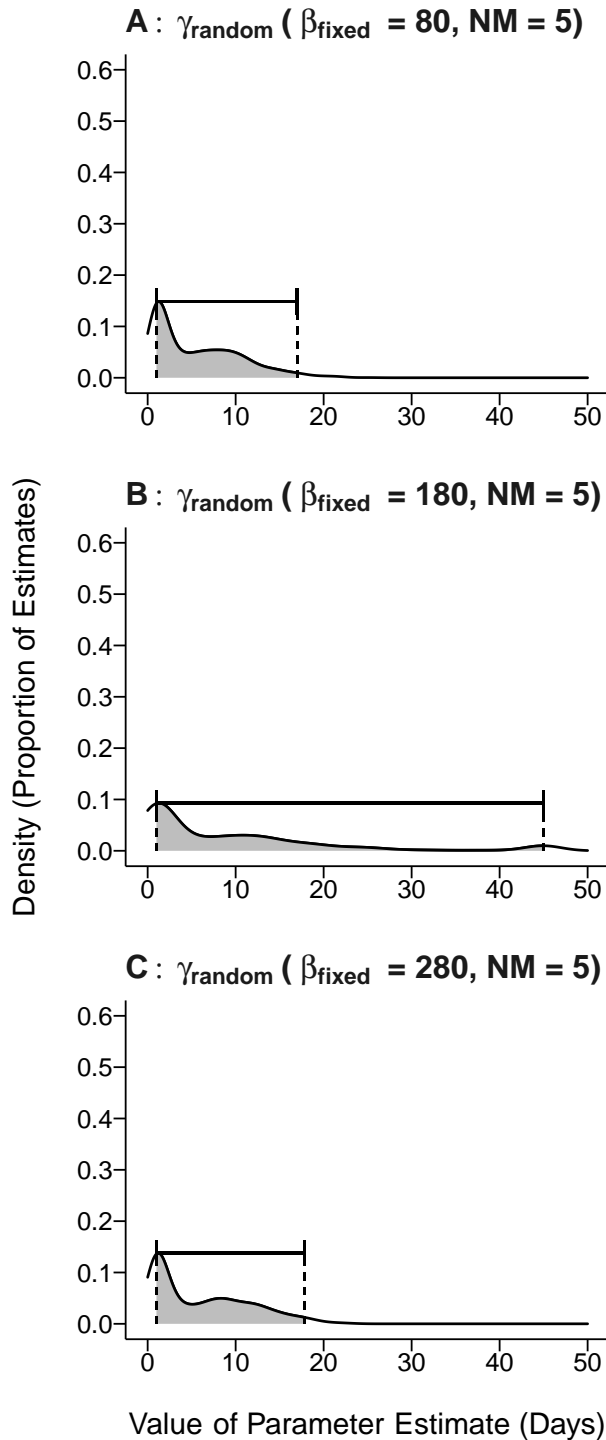 A : γrandom ( βfixed = 80, NM = 5)
0.6
0.5
0.4
0.3
0.2
0.1
0.0
0 10 20 30 40 50
B : γrandom ( βfixed = 180, NM = 5)
0.6
0.5
0.4
0.3
0.2
0.1
0.0
0 10 20 30 40 50
C : γrandom ( βfixed = 280, NM = 5)
0.6
0.5
0.4
0.3
0.2
0.1
0.0
0 10 20 30 40 50
Density (Proportion of Estimates)
Value of Parameter Estimate (Days)